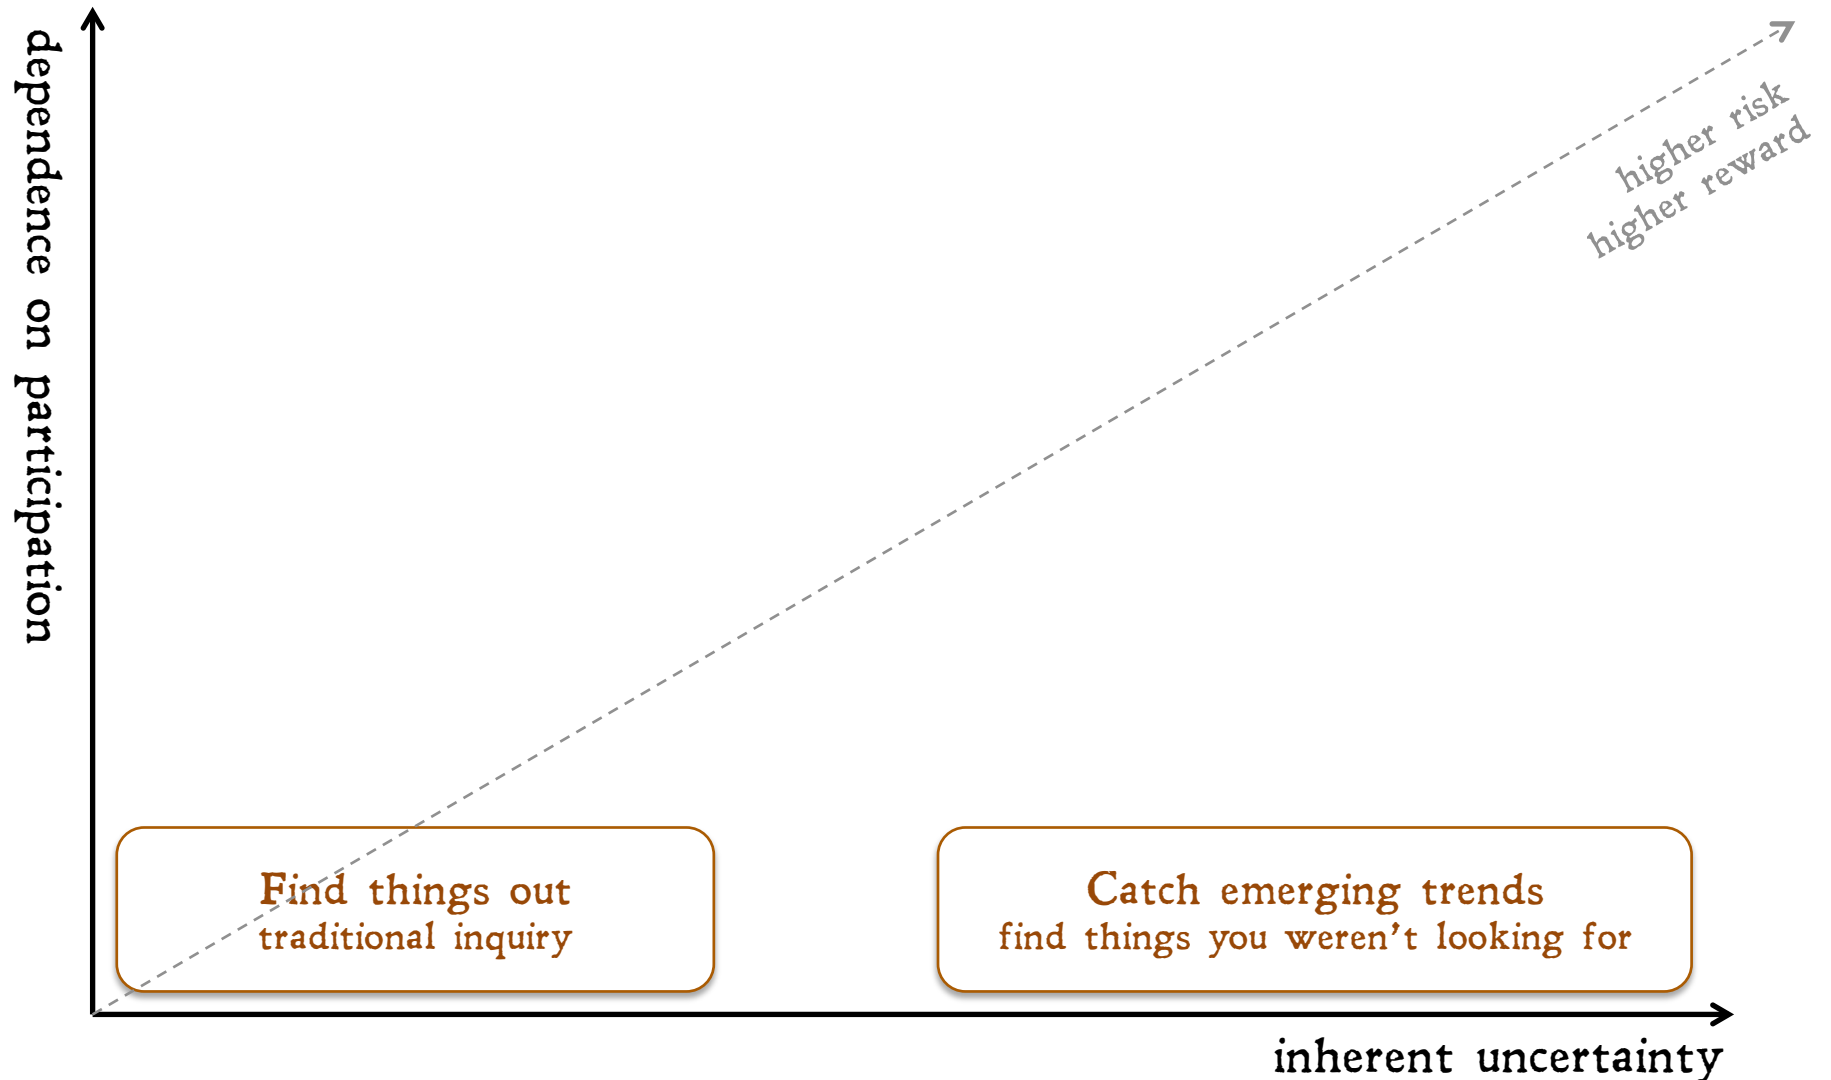 dependence on participation
higher risk
higher reward
Find things out
traditional inquiry
Catch emerging trends
find things you weren’t looking for
inherent uncertainty